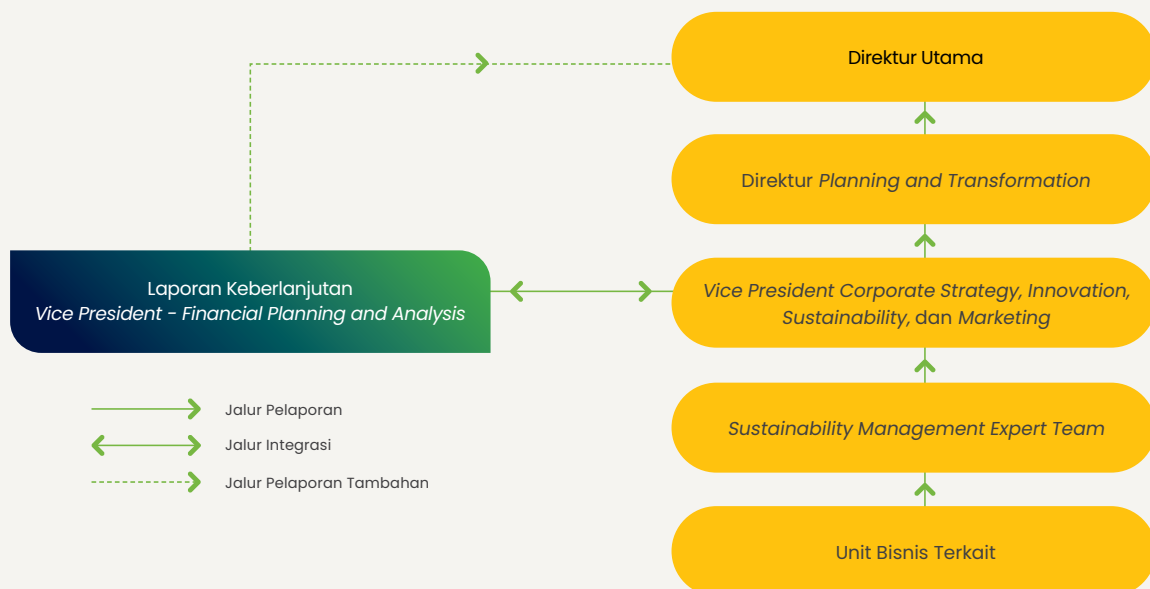 Direktur Utama
Direktur Planning and Transformation
Laporan Keberlanjutan
Vice President - Financial Planning and Analysis
Vice President Corporate Strategy, Innovation,
Sustainability, dan Marketing
Jalur Pelaporan
Jalur Integrasi
Jalur Pelaporan Tambahan
Sustainability Management Expert Team
Unit Bisnis Terkait